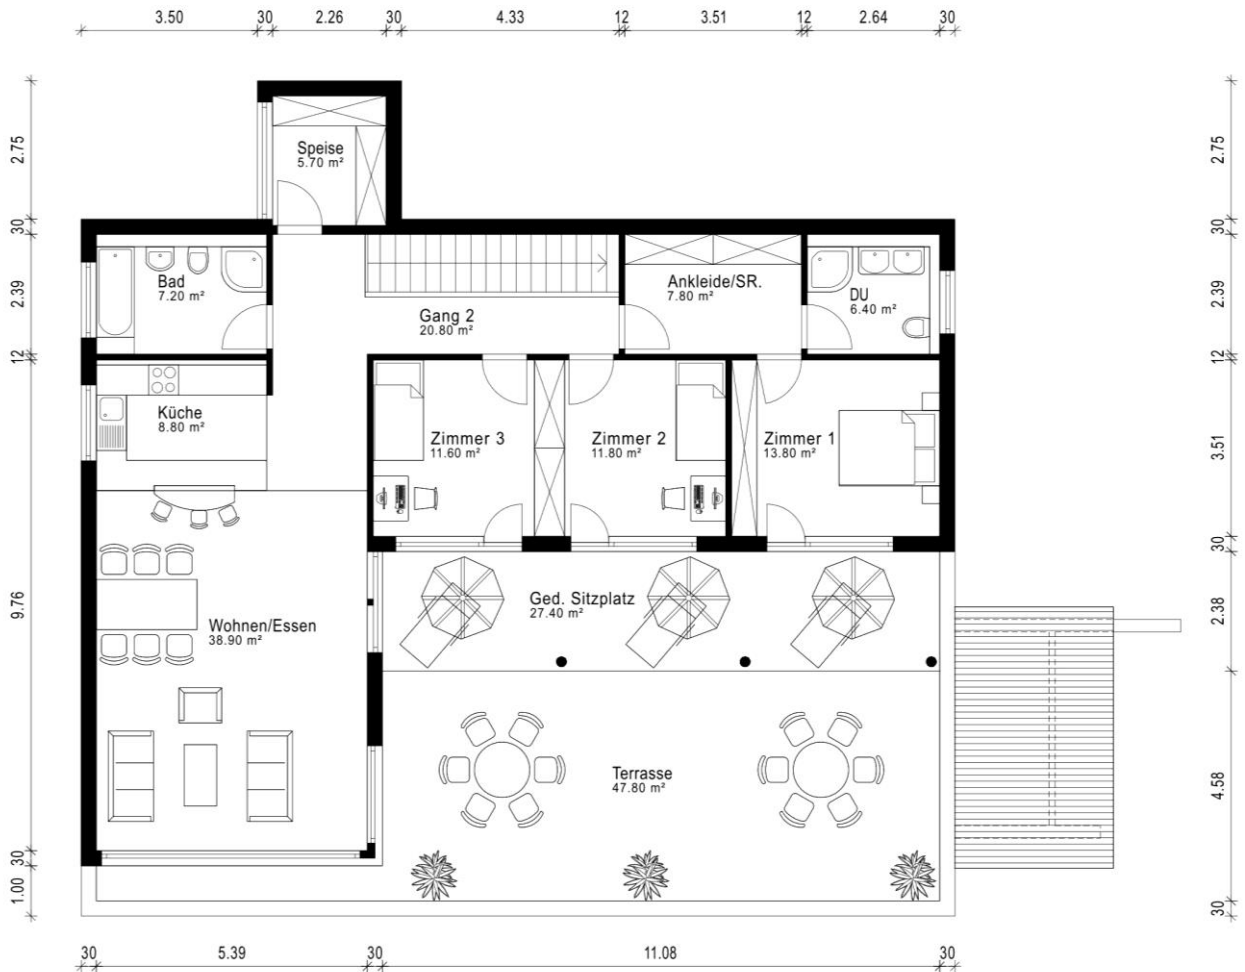 3.50 30 2.26 30 4.33 12 3.51 12 2.64 30
2.75
30
2.39
12
9.76
30
1.00
Speise
5.70 m²
Bad
7.20 m²
Gang 2
20.80 m²
Ankleide/SR.
7.80 m²
DU
6.40 m²
Küche
8.80 m²
Zimmer 3
11.60 m²
Zimmer 2
11.80 m²
Zimmer 1
13.80 m²
Wohnen/Essen
38.90 m²
Ged. Sitzplatz
27.40 m²
Terrasse
47.80 m²
2.75
30
2.39
12
3.51
30
2.38
4.58
30
30 5.39 30 11.08 30